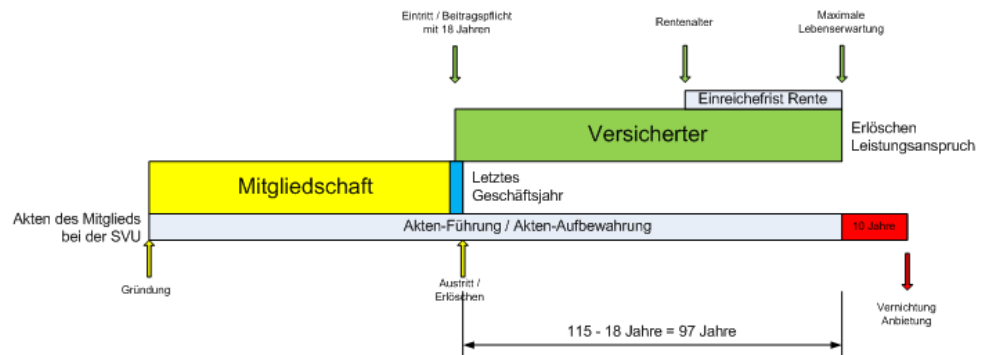 Eintritt / Beitragspflicht
mit 18 Jahren
Rentenalter
Maximale
Lebenserwartung
Einreichefrist Rente
Versicherter
Erlöschen
Leistungsanspruch
Mitgliedschaft
Letztes
Geschäftsjahr
Akten des Mitglieds
bei der SVU
Akten-Führung / Akten-Aufbewahrung
10 Jahre
Gründung
Austritt /
Erlöschen
Vernichtung
Anbietung
115 - 18 Jahre = 97 Jahre